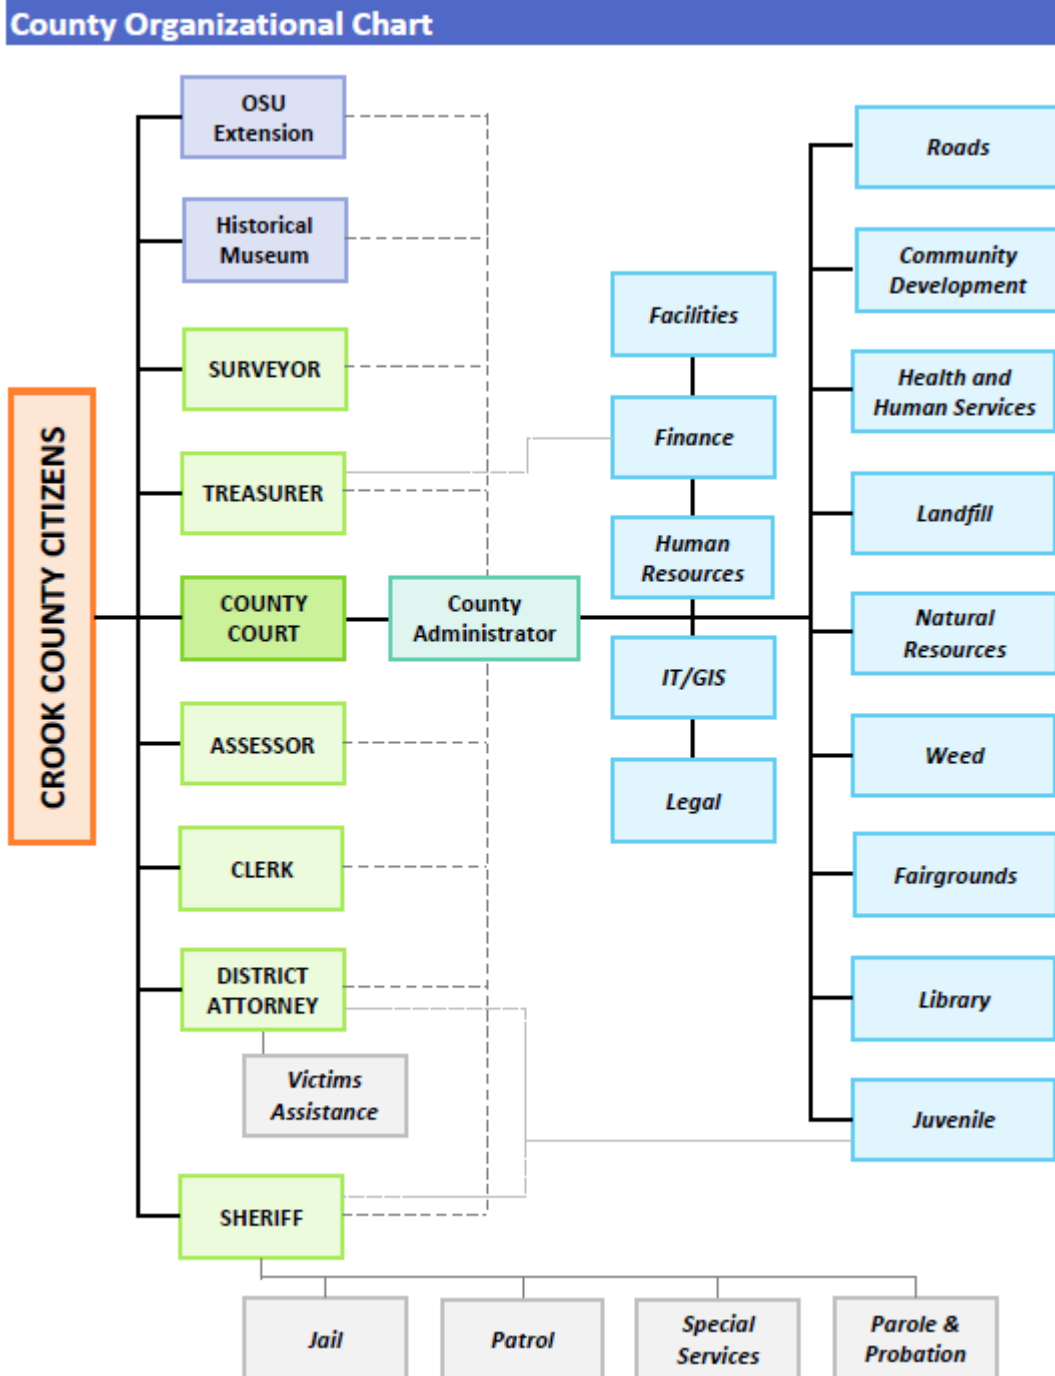 County Organizational Chart
OSU
Extension
Historical
Museum
SURVEYOR
TREASURER
COUNTY
COURT
ASSESSOR
CLERK
DISTRICT
ATTORNEY
Victims
Assistance
SHERIFF
Jail
Patrol
Special
Services
Parole &
Probation
CROOK COUNTY CITIZENS
County
Administrator
Facilities
Finance
Human
Resources
IT/GIS
Legal
Roads
Community
Development
Health and
Human Services
Landfill
Natural
Resources
Weed
Fairgrounds
Library
Juvenile